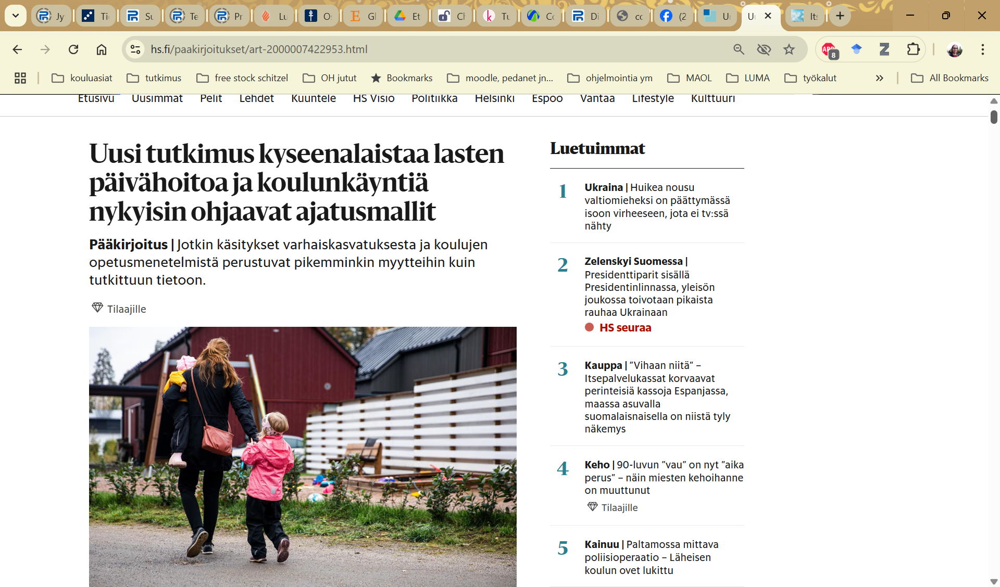 Jy
Ti
Su
Te
Pr
Lu
Os
Gl
Et
Ch
Tu
Co
Di
cc
(2
Ur
Its
hs.fi/paakirjoitukset/art-2000007422953.html
ABP
8
kouluasiat
tutkimus
free stock schitzel
OH jutut
Bookmarks
moodle, pedanet jn...
ohjelmointia ym
MAOL
LUMA
työkalut
All Bookmarks
Etusivu Uusimmat Pelit Lehdet Kuuntele HS Visio Politiikka Helsinki Espoo Vantaa Lifestyle Kulttuuri
Uusi tutkimus kyseenalaistaa lasten
päivähoitoa ja koulunkäyntiä
nykyisin ohjaavat ajatusmallit
Pääkirjoitus | Jotkin käsitykset varhaiskasvatuksesta ja koulujen
opetusmenetelmistä perustuvat pikemminkin myytteihin kuin
tutkittuun tietoon.
Tilaajille
Luetuimmat
1
Ukraina | Huikea nousu
valtiomieheksi on päättymässä
isoon virheeseen, jota ei tv:ssä
nähty
2
Zelenskyi Suomessa |
Presidenttiparit sisällä
Presidentinlinnassa, yleisön
joukossa toivotaan pikaista
rauhaa Ukrainaan
HS seuraa
3
Kauppa | ”Vihaan niitä” –
Itsepalvelukassat korvaavat
perinteisiä kassoja Espanjassa,
maassa asuvalla
suomalaisnaisella on niistä tyly
näkemys
4
Keho | 90-luvun ”vau” on nyt ”aika
perus” – näin miesten kehoihanne
on muuttunut
Tilaajille
5
Kainuu | Paltamossa mittava
poliisioperaatio – Läheisen
koulun ovet lukittu